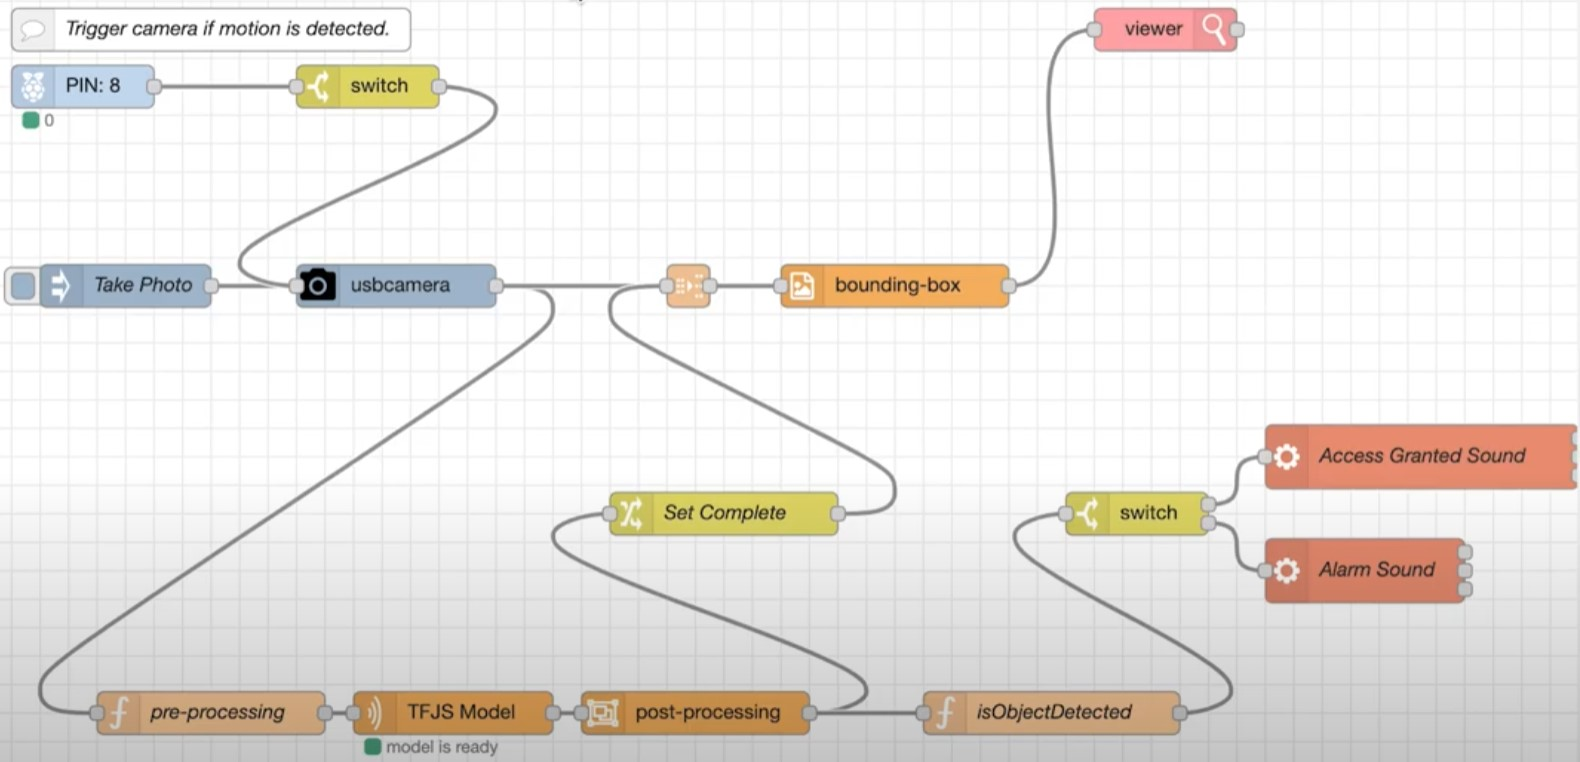 Trigger camera if motion is detected.
viewer
PIN: 8
switch
0
Take Photo
usbcamera
bounding-box
Access Granted Sound
Set Complete
switch
Alarm Sound
pre-processing
TFJS Model
post-processing
isObjectDetected
model is ready